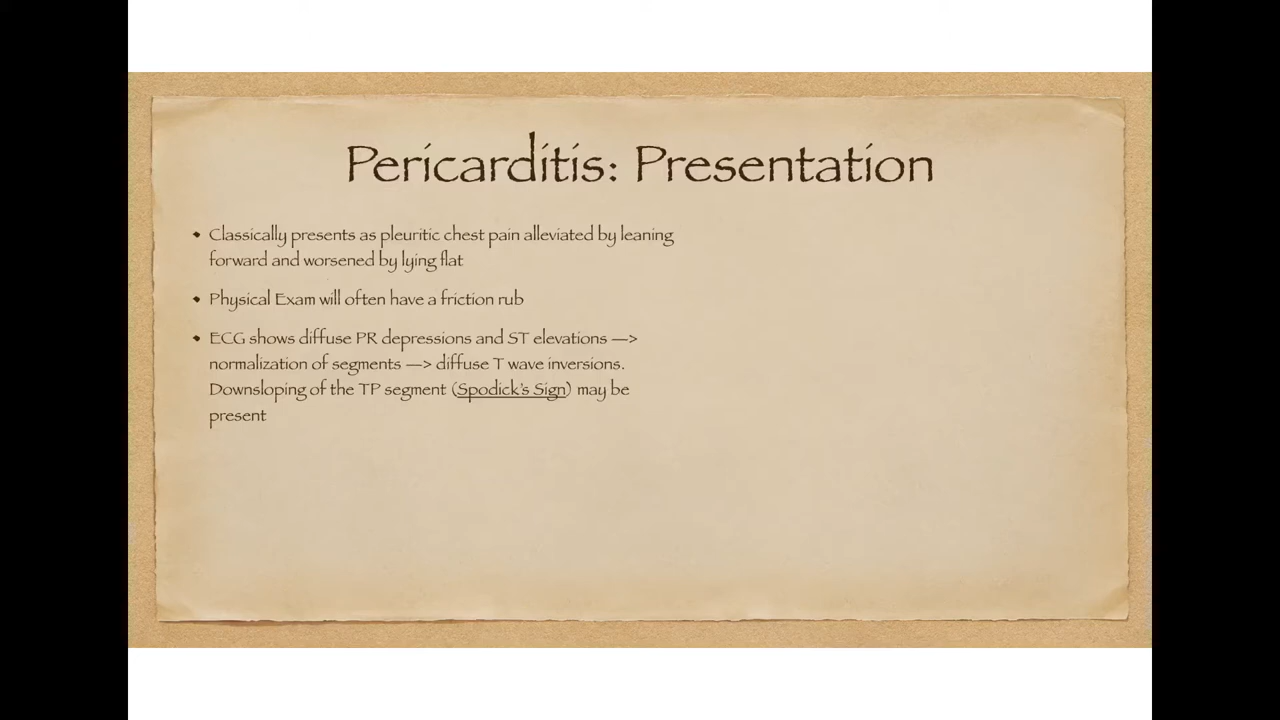 Pericarditis: Presentation
• Classically presents as pleuritic chest pain alleviated by leaning
forward and worsened by lying flat
• Physical Exam will often have a friction rub
• ECG shows diffuse PR depressions and ST elevations —>
normalization of segments —> diffuse T wave inversions.
Downsloping of the TP segment (Spodick's Sign) may be
present